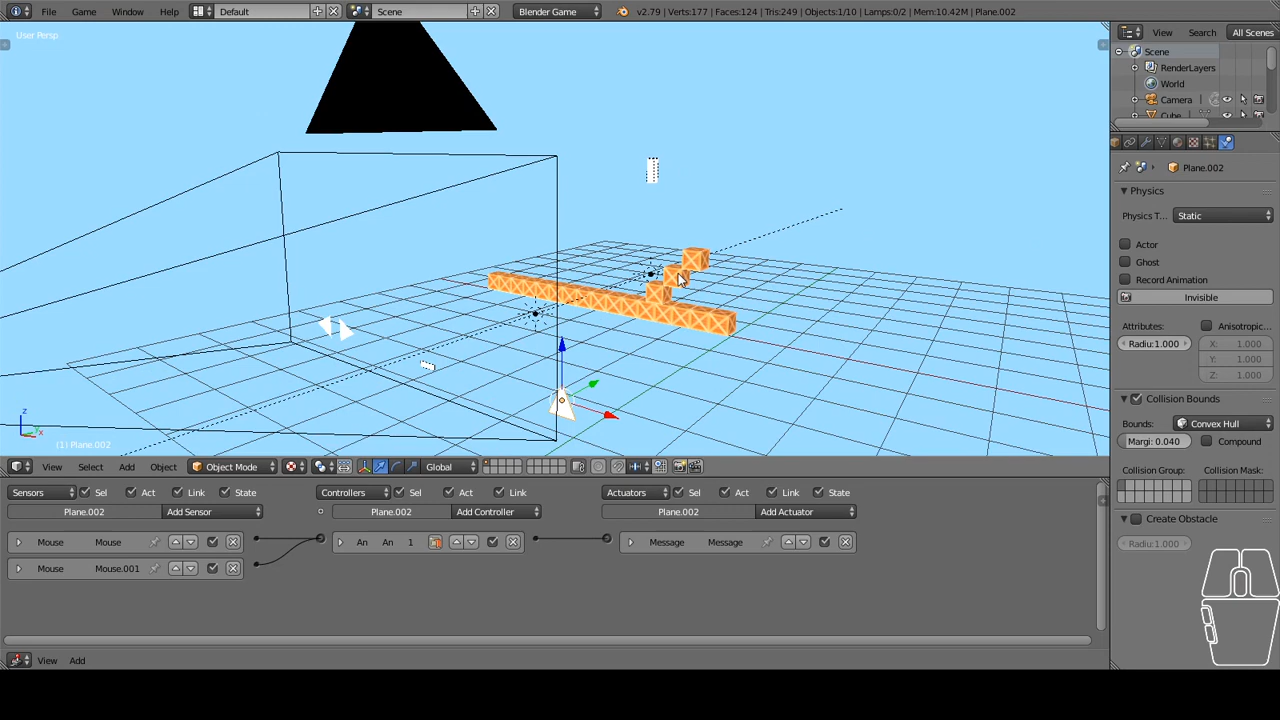 File Game Window Help Default Scene Blender Game v2.79 | Verts:177 | Faces:124 | Tris:249 | Objects:1/10 | Lamps:0/2 | Mem:10.42M | Plane.002
User Persp
View Search All Scenes
Scene
RenderLayers
World
Camera
Cube
Plane.002
Physics
Physics T... Static
Actor
Ghost
Record Animation
Invisible
Attributes: Anisotropic...
Radiu:1.000 X: 1.000
Y: 1.000
Z: 1.000
Collision Bounds
Bounds: Convex Hull
Margi: 0.040 Compound
Collision Group: Collision Mask:
Create Obstacle
Radiu:1.000
z
x
(1) Plane.002
View Select Add Object Object Mode Global
Sensors Sel Act Link State Controllers Sel Act Link Actuators Sel Act Link State
Plane.002 Add Sensor Plane.002 Add Controller Plane.002 Add Actuator
Mouse Mouse An An 1 Message Message
Mouse Mouse.001
View Add